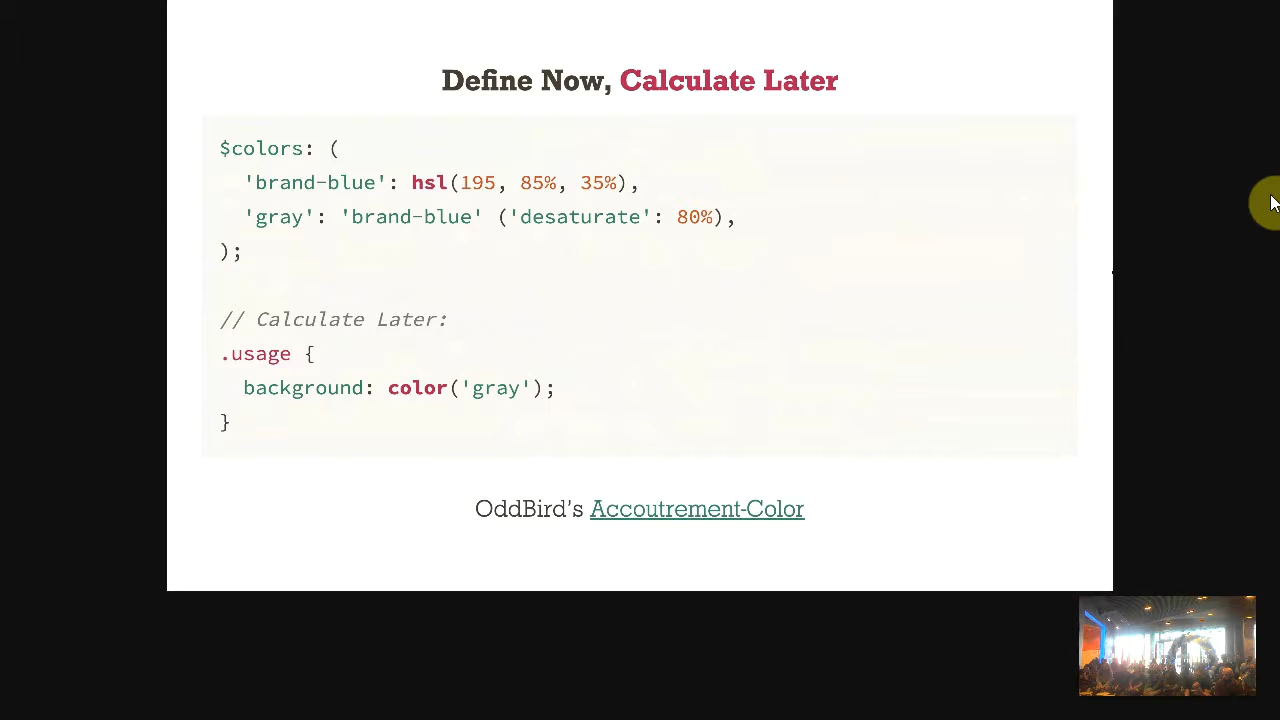 Define Now, Calculate Later
$colors: (
  'brand-blue': hsl(195, 85%, 35%),
  'gray': 'brand-blue' ('desaturate': 80%),
);
// Calculate Later:
.usage {
  background: color('gray');
}
OddBird’s Accoutrement-Color